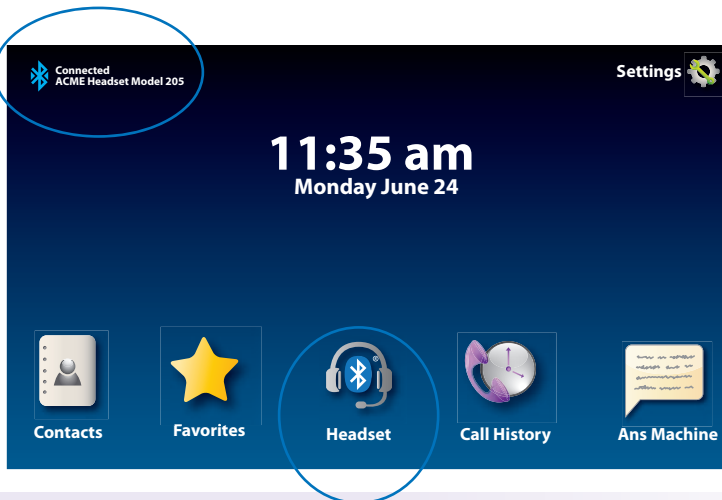 Connected
ACME Headset Model 205
Settings
11:35 am
Monday June 24
Contacts
Favorites
Headset
Call History
Ans Machine